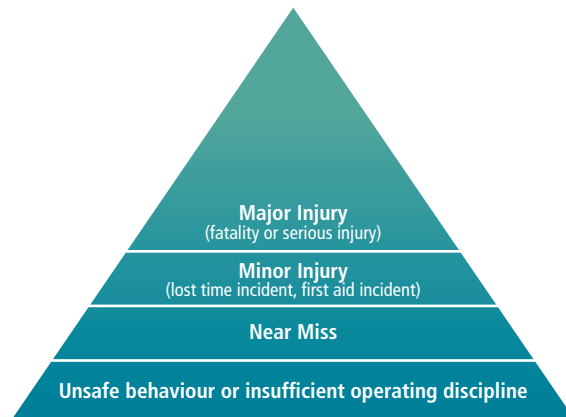 Major Injury
(fatality or serious injury)
Minor Injury
(lost time incident, first aid incident)
Near Miss
Unsafe behaviour or insufficient operating discipline